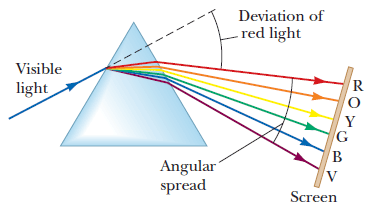 Deviation of
red light
Visible
light
R
O
Y
G
B
V
Angular
spread
Screen